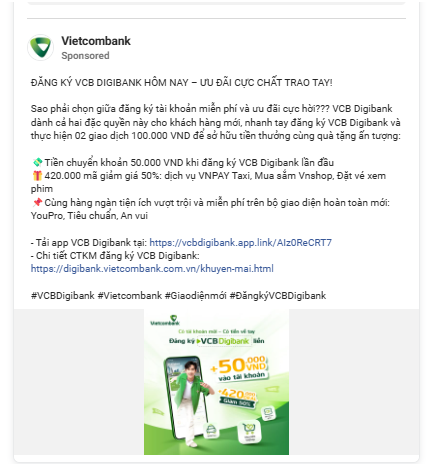 Vietcombank
Sponsored
ĐĂNG KÝ VCB DIGIBANK HÔM NAY – ƯU ĐÃI CỰC CHẤT TRAO TAY!
Sao phải chọn giữa đăng ký tài khoản miễn phí và ưu đãi cực hời??? VCB Digibank
dành cả hai đặc quyền này cho khách hàng mới, nhanh tay đăng ký VCB Digibank và
thực hiện 02 giao dịch 100.000 VND để sở hữu tiền thưởng cùng quà tặng ấn tượng:
💸Tiền chuyển khoản 50.000 VND khi đăng ký VCB Digibank lần đầu
🎁420.000 mã giảm giá 50%: dịch vụ VNPAY Taxi, Mua sắm Vnshop, Đặt vé xem
phim
📌Cùng hàng ngàn tiện ích vượt trội và miễn phí trên bộ giao diện hoàn toàn mới:
YouPro, Tiêu chuẩn, An vui
- Tải app VCB Digibank tại: https://vcbdigibank.app.link/AIz0ReCRT7
- Chi tiết CTKM đăng ký VCB Digibank:
https://digibank.vietcombank.com.vn/khuyen-mai.html
#VCBDigibank #Vietcombank #Giaodiệnmới #ĐăngkýVCBDigibank
Vietcombank
Có tài khoản mới – Có tiền về tay
Đăng ký VCB Digibank liền
+50.000
VND
vào tài khoản
+420.000
Giảm 50%